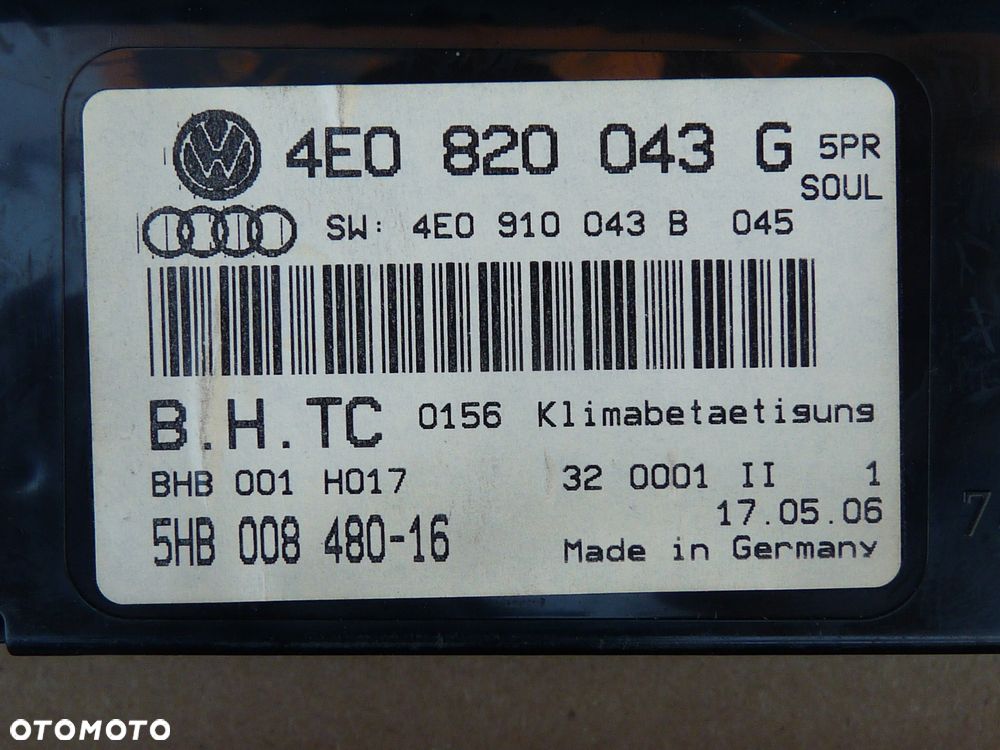 4E0 820 043 G 5PR
SOUL
SW: 4E0 910 043 B 045
B.H.TC 0156 Klimabetaetigung
BHB 001 H017 32 0001 II 1
17.05.06
5HB 008 480-16 Made in Germany
7
OTOMOTO